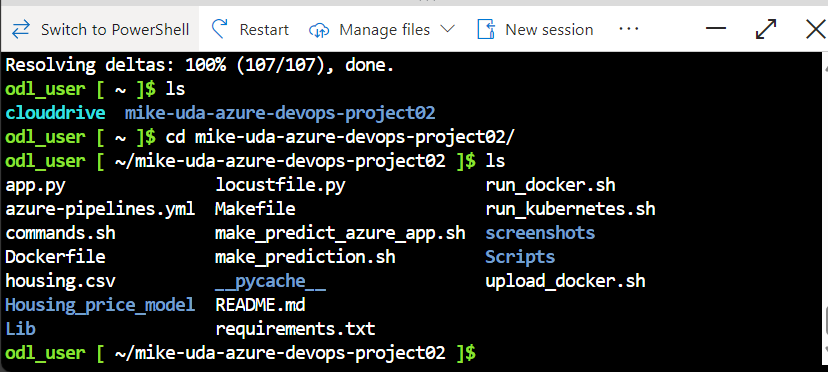 Switch to PowerShell Restart Manage files New session ...
Resolving deltas: 100% (107/107), done.
odl_user [ ~ ]$ ls
clouddrive  mike-uda-azure-devops-project02
odl_user [ ~ ]$ cd mike-uda-azure-devops-project02/
odl_user [ ~/mike-uda-azure-devops-project02 ]$ ls
app.py               locustfile.py            run_docker.sh
azure-pipelines.yml  Makefile                 run_kubernetes.sh
commands.sh          make_predict_azure_app.sh  screenshots
Dockerfile           make_prediction.sh       Scripts
housing.csv          __pycache__              upload_docker.sh
Housing_price_model  README.md
Lib                  requirements.txt
odl_user [ ~/mike-uda-azure-devops-project02 ]$